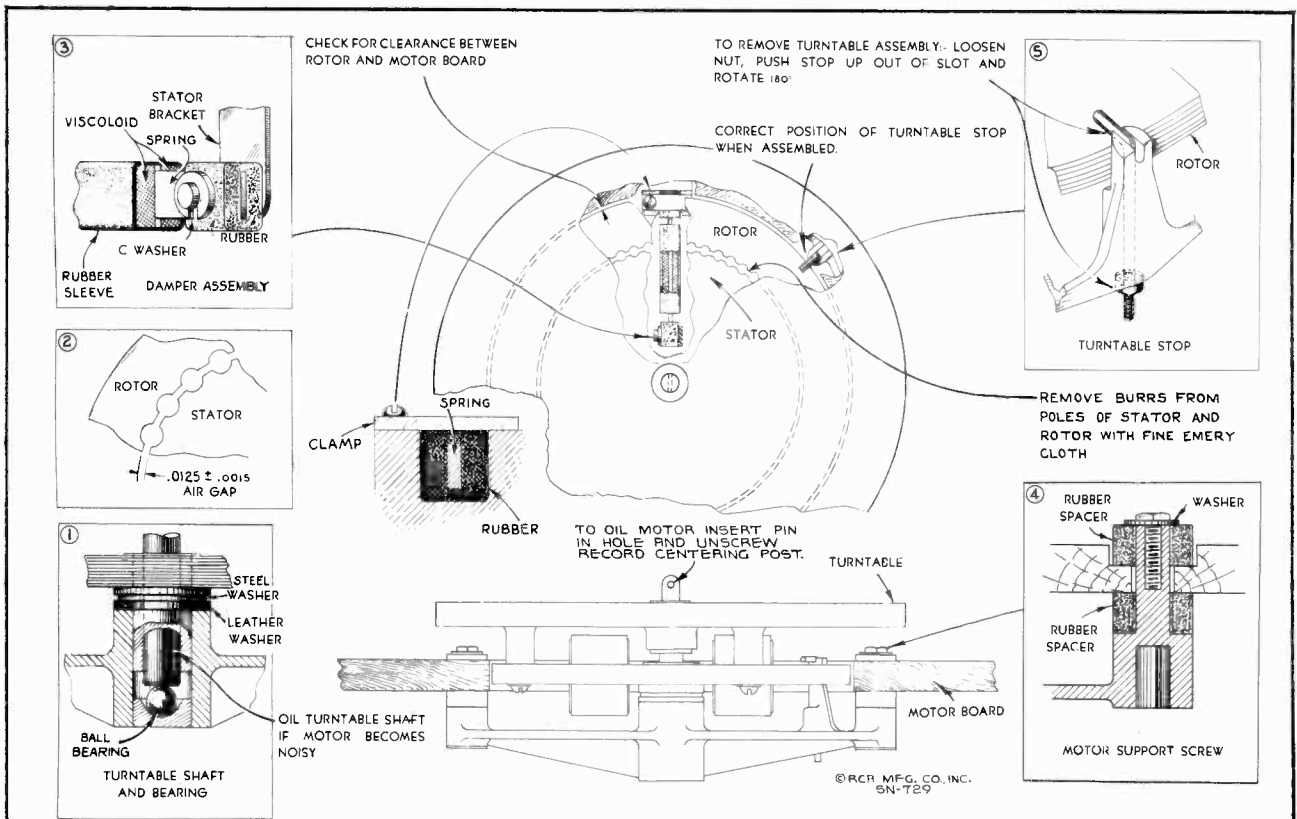 ③
STATOR
BRACKET
VISCOLOID
SPRING
C WASHER
RUBBER
RUBBER
SLEEVE
DAMPER ASSEMBLY
CHECK FOR CLEARANCE BETWEEN
ROTOR AND MOTOR BOARD
TO REMOVE TURNTABLE ASSEMBLY:- LOOSEN
NUT, PUSH STOP UP OUT OF SLOT AND
ROTATE 180°
CORRECT POSITION OF TURNTABLE STOP
WHEN ASSEMBLED.
⑤
ROTOR
TURNTABLE STOP
ROTOR
STATOR
②
ROTOR
STATOR
.0125 ± .0015
AIR GAP
SPRING
CLAMP
RUBBER
REMOVE BURRS FROM
POLES OF STATOR AND
ROTOR WITH FINE EMERY
CLOTH
①
STEEL
WASHER
LEATHER
WASHER
BALL
BEARING
OIL TURNTABLE SHAFT
IF MOTOR BECOMES
NOISY
TURNTABLE SHAFT
AND BEARING
TO OIL MOTOR INSERT PIN
IN HOLE AND UNSCREW
RECORD CENTERING POST.
TURNTABLE
MOTOR BOARD
©RCA MFG. CO., INC.
SN-729
④
RUBBER
SPACER
WASHER
RUBBER
SPACER
MOTOR SUPPORT SCREW